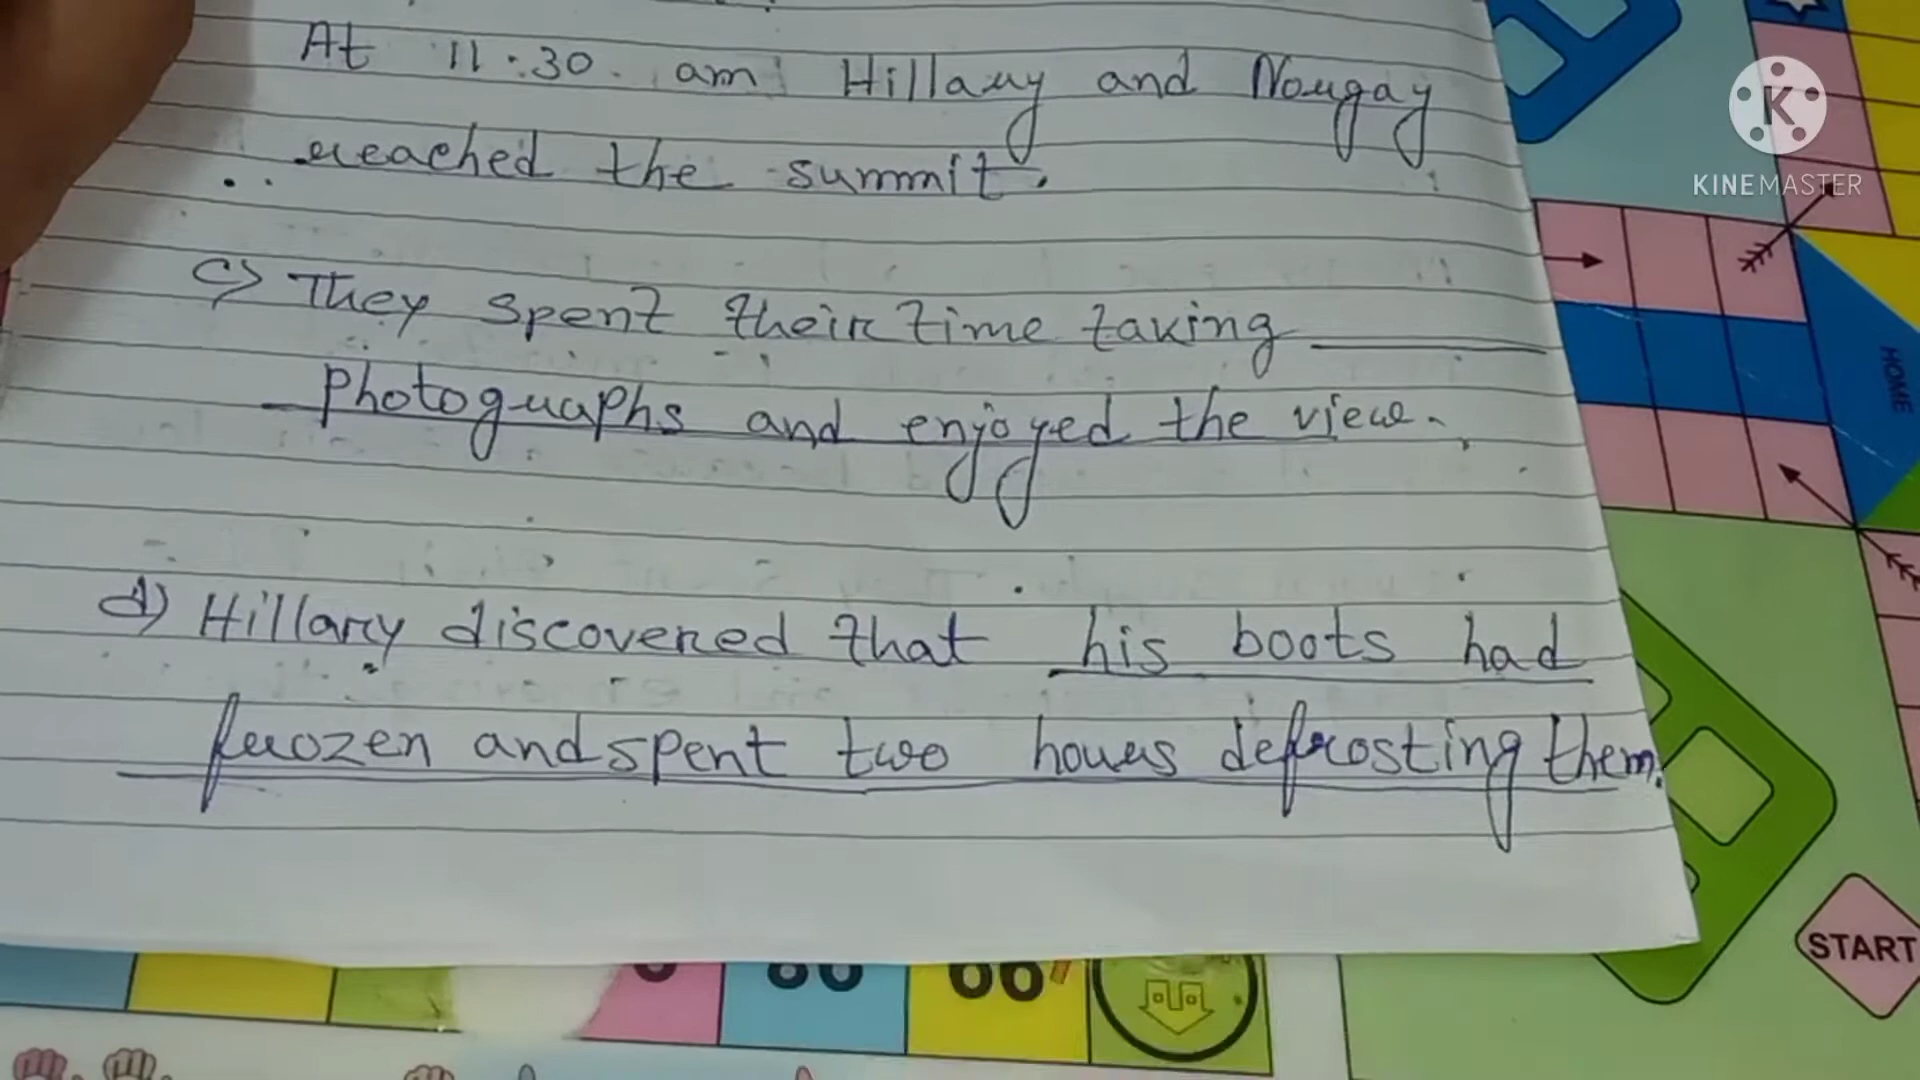 At 11.30 am Hillary and Norgay
reached the summit.
c) They spent their time taking
photographs and enjoyed the view.
d) Hillary discovered that his boots had
frozen and spent two hours defrosting them.
KINEMASTER
HOME
START